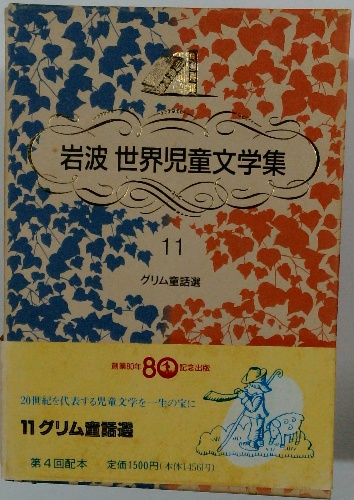 岩波 世界児童文学集
11
グリム童話選
創業80年 80 記念出版
20世紀を代表する児童文学を一生の宝に
11 グリム童話選
第4回配本 定価1500円(本体1456円)